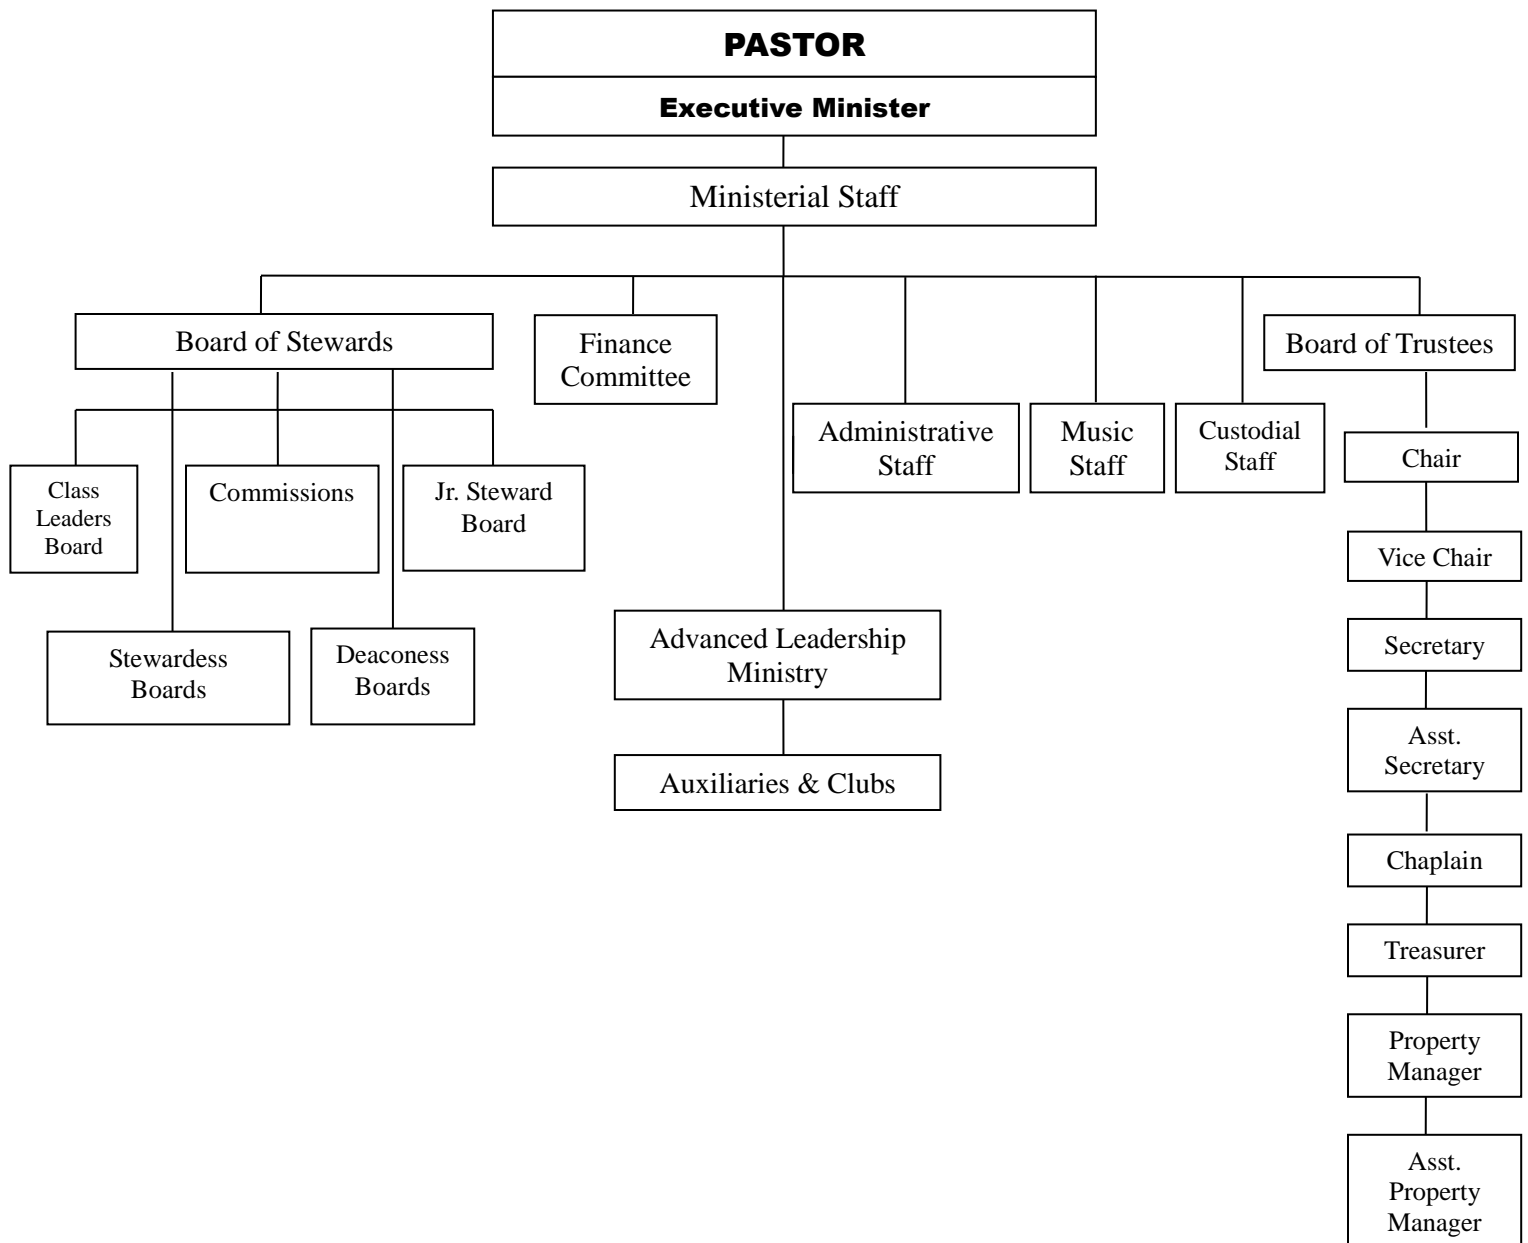 PASTOR
Executive Minister
Ministerial Staff
Board of Stewards
Finance
Committee
Board of Trustees
Administrative
Staff
Music
Staff
Custodial
Staff
Chair
Class
Leaders
Board
Commissions
Jr. Steward
Board
Vice Chair
Stewardess
Boards
Deaconess
Boards
Advanced Leadership
Ministry
Secretary
Asst.
Secretary
Auxiliaries & Clubs
Chaplain
Treasurer
Property
Manager
Asst.
Property
Manager